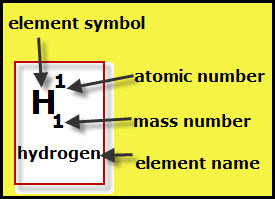 element symbol
1
atomic number
H
1
mass number
hydrogen
element name